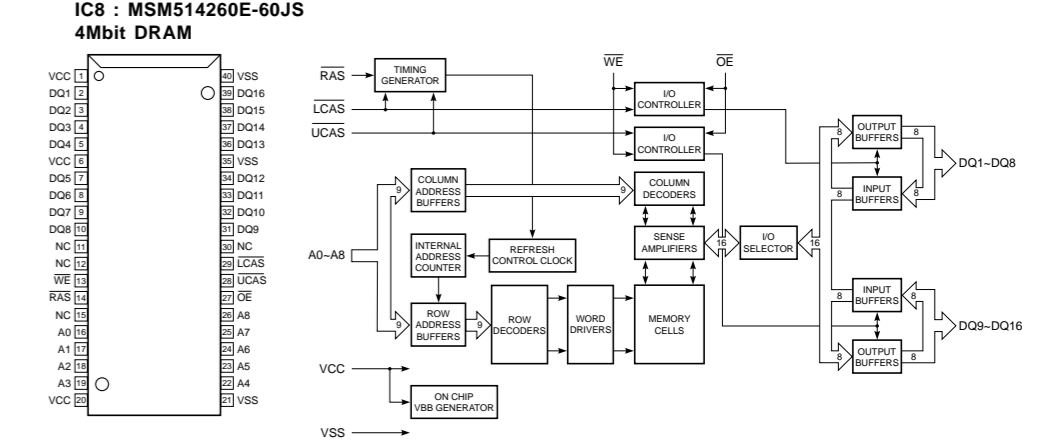 IC8 : MSM514260E-60JS
4Mbit DRAM
VCC 1
DQ1 2
DQ2 3
DQ3 4
DQ4 5
VCC 6
DQ5 7
DQ6 8
DQ7 9
DQ8 10
NC 11
NC 12
WE 13
RAS 14
NC 15
A0 16
A1 17
A2 18
A3 19
VCC 20
40 VSS
39 DQ16
38 DQ15
37 DQ14
36 DQ13
35 VSS
34 DQ12
33 DQ11
32 DQ10
31 DQ9
30 NC
29 LCAS
28 UCAS
27 OE
26 A8
25 A7
24 A6
23 A5
22 A4
21 VSS
RAS
LCAS
UCAS
TIMING
GENERATOR
WE
OE
I/O
CONTROLLER
I/O
CONTROLLER
A0~A8
9
COLUMN
ADDRESS
BUFFERS
9
COLUMN
DECODERS
INTERNAL
ADDRESS
COUNTER
REFRESH
CONTROL CLOCK
SENSE
AMPLIFIERS
16
I/O
SELECTOR
16
9
ROW
ADDRESS
BUFFERS
9
ROW
DECODERS
WORD
DRIVERS
MEMORY
CELLS
8
OUTPUT
BUFFERS
8
DQ1~DQ8
8
INPUT
BUFFERS
8
8
INPUT
BUFFERS
8
DQ9~DQ16
8
OUTPUT
BUFFERS
8
VCC
ON CHIP
VBB GENERATOR
VSS